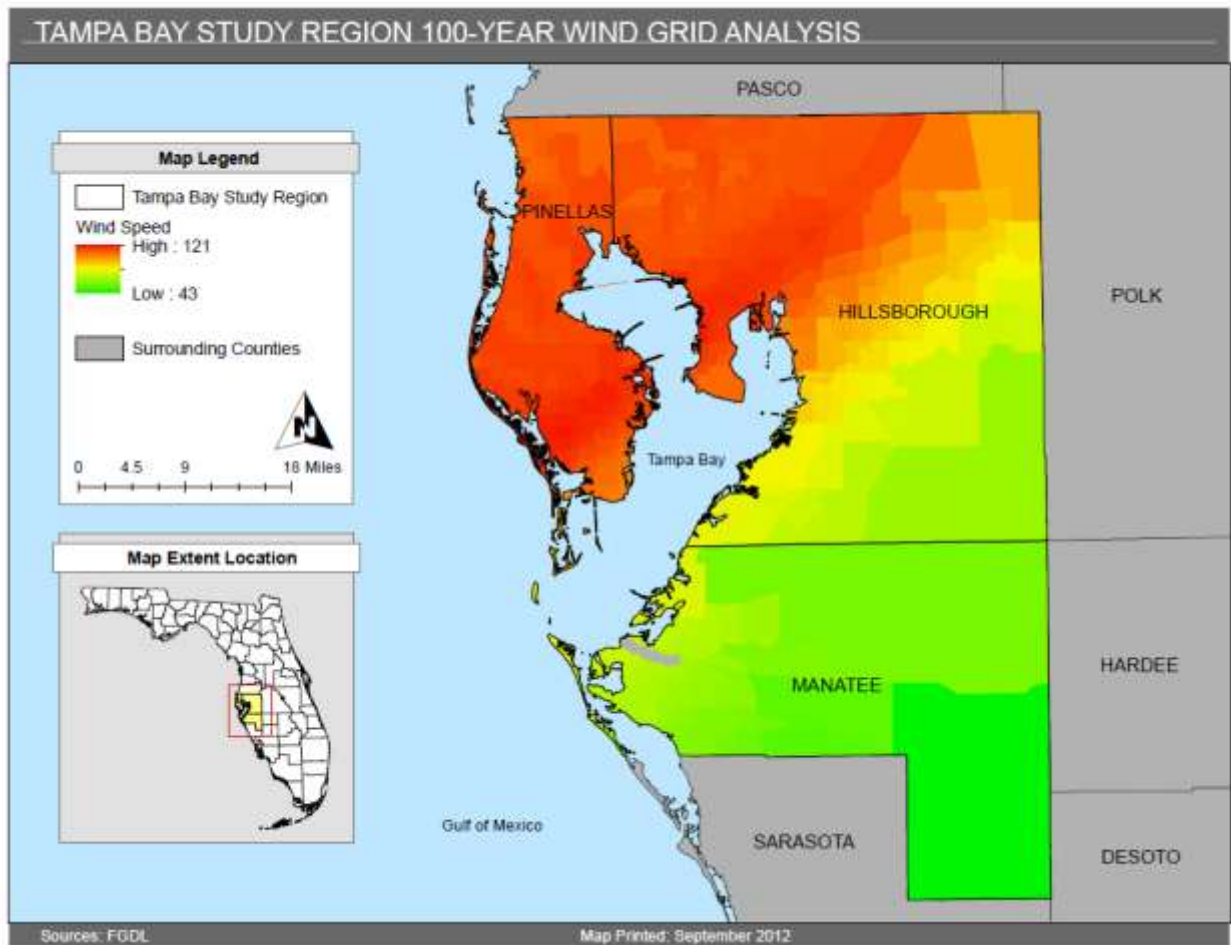 TAMPA BAY STUDY REGION 100-YEAR WIND GRID ANALYSIS
Map Legend
Tampa Bay Study Region
Wind Speed
High : 121
Low : 43
Surrounding Counties
N
0 4.5 9 18 Miles
Map Extent Location
PASCO
PINELLAS
HILLSBOROUGH
POLK
Tampa Bay
MANATEE
HARDEE
Gulf of Mexico
SARASOTA
DESOTO
Sources: FGDL
Map Printed: September 2012